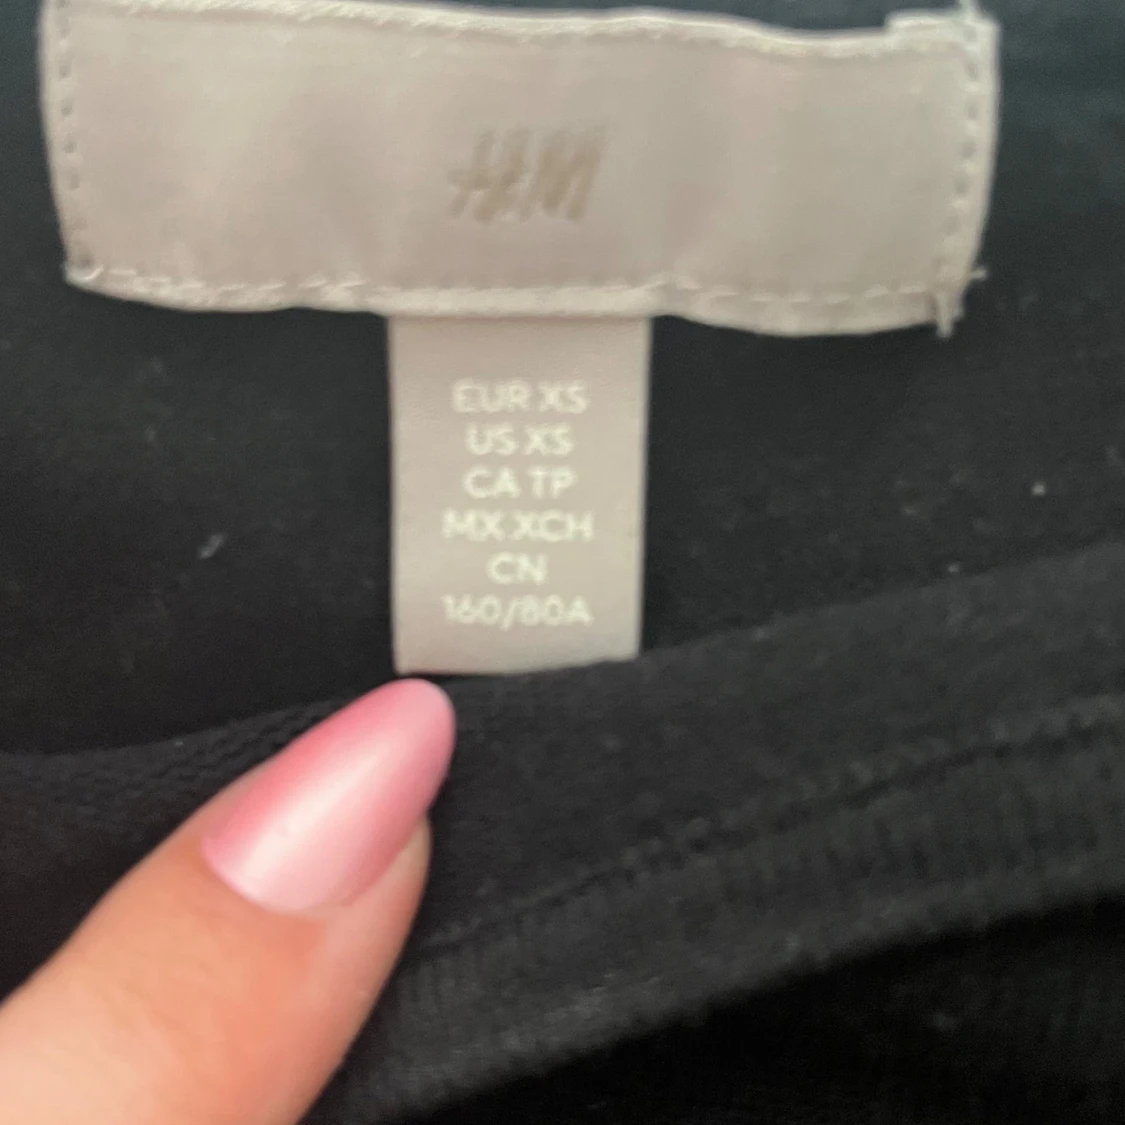 H&M
EUR XS
US XS
CA TP
MX XCH
CN
160/80A